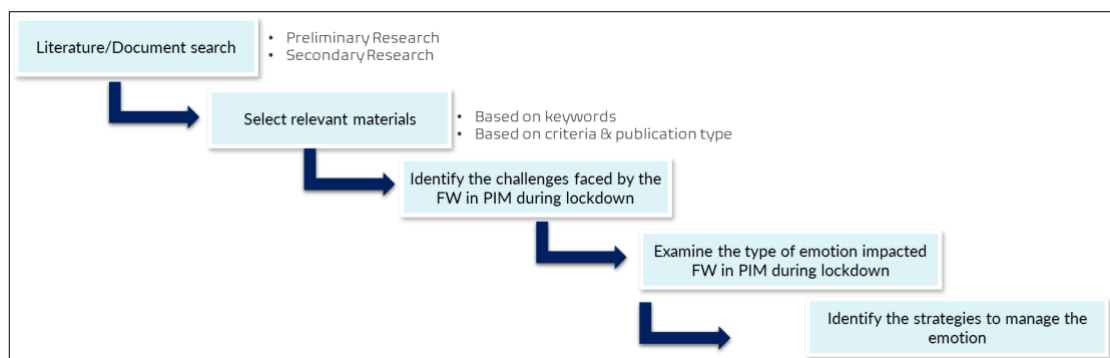 Literature/Document search
• Preliminary Research
• Secondary Research
Select relevant materials
• Based on keywords
• Based on criteria & publication type
Identify the challenges faced by the
FW in PIM during lockdown
Examine the type of emotion impacted
FW in PIM during lockdown
Identify the strategies to manage the
emotion